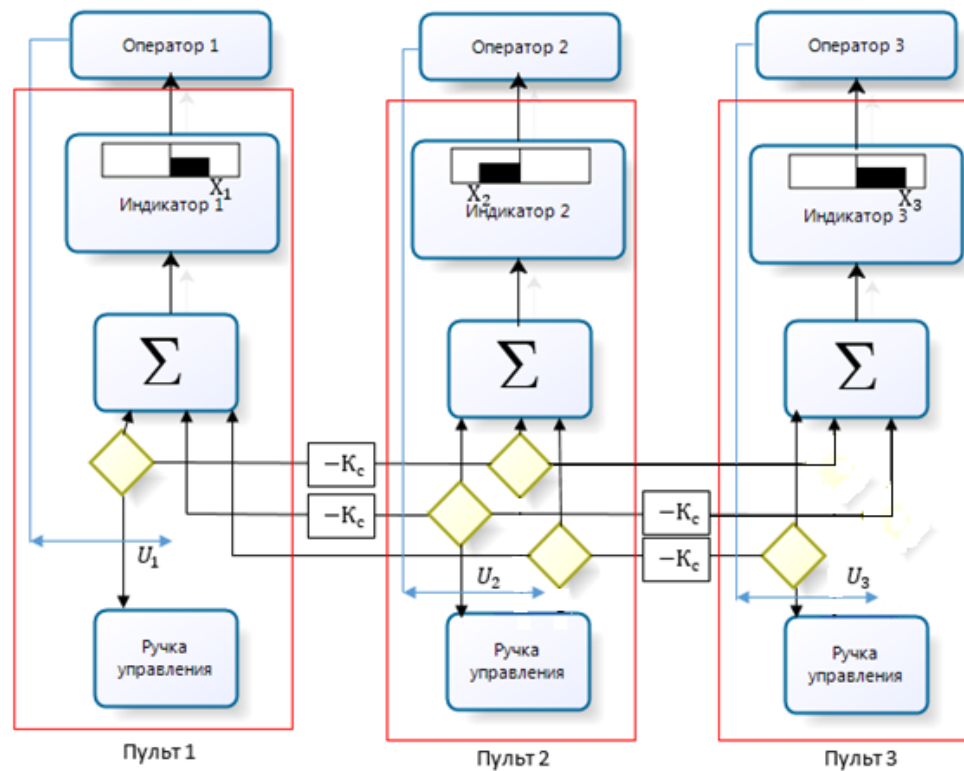 Оператор 1
Оператор 2
Оператор 3
X₁
Индикатор 1
X₂
Индикатор 2
X₃
Индикатор 3
Σ
Σ
Σ
−Kc
−Kc
−Kc
−Kc
U₁
U₂
U₃
Ручка
управления
Ручка
управления
Ручка
управления
Пульт 1
Пульт 2
Пульт 3